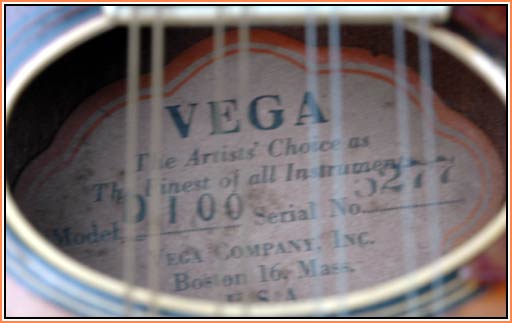 VEGA
The Artists' Choice as
The Finest of all Instruments
Model 100 Serial No.
VEGA COMPANY, INC.
Boston 16, Mass.
U.S.A.